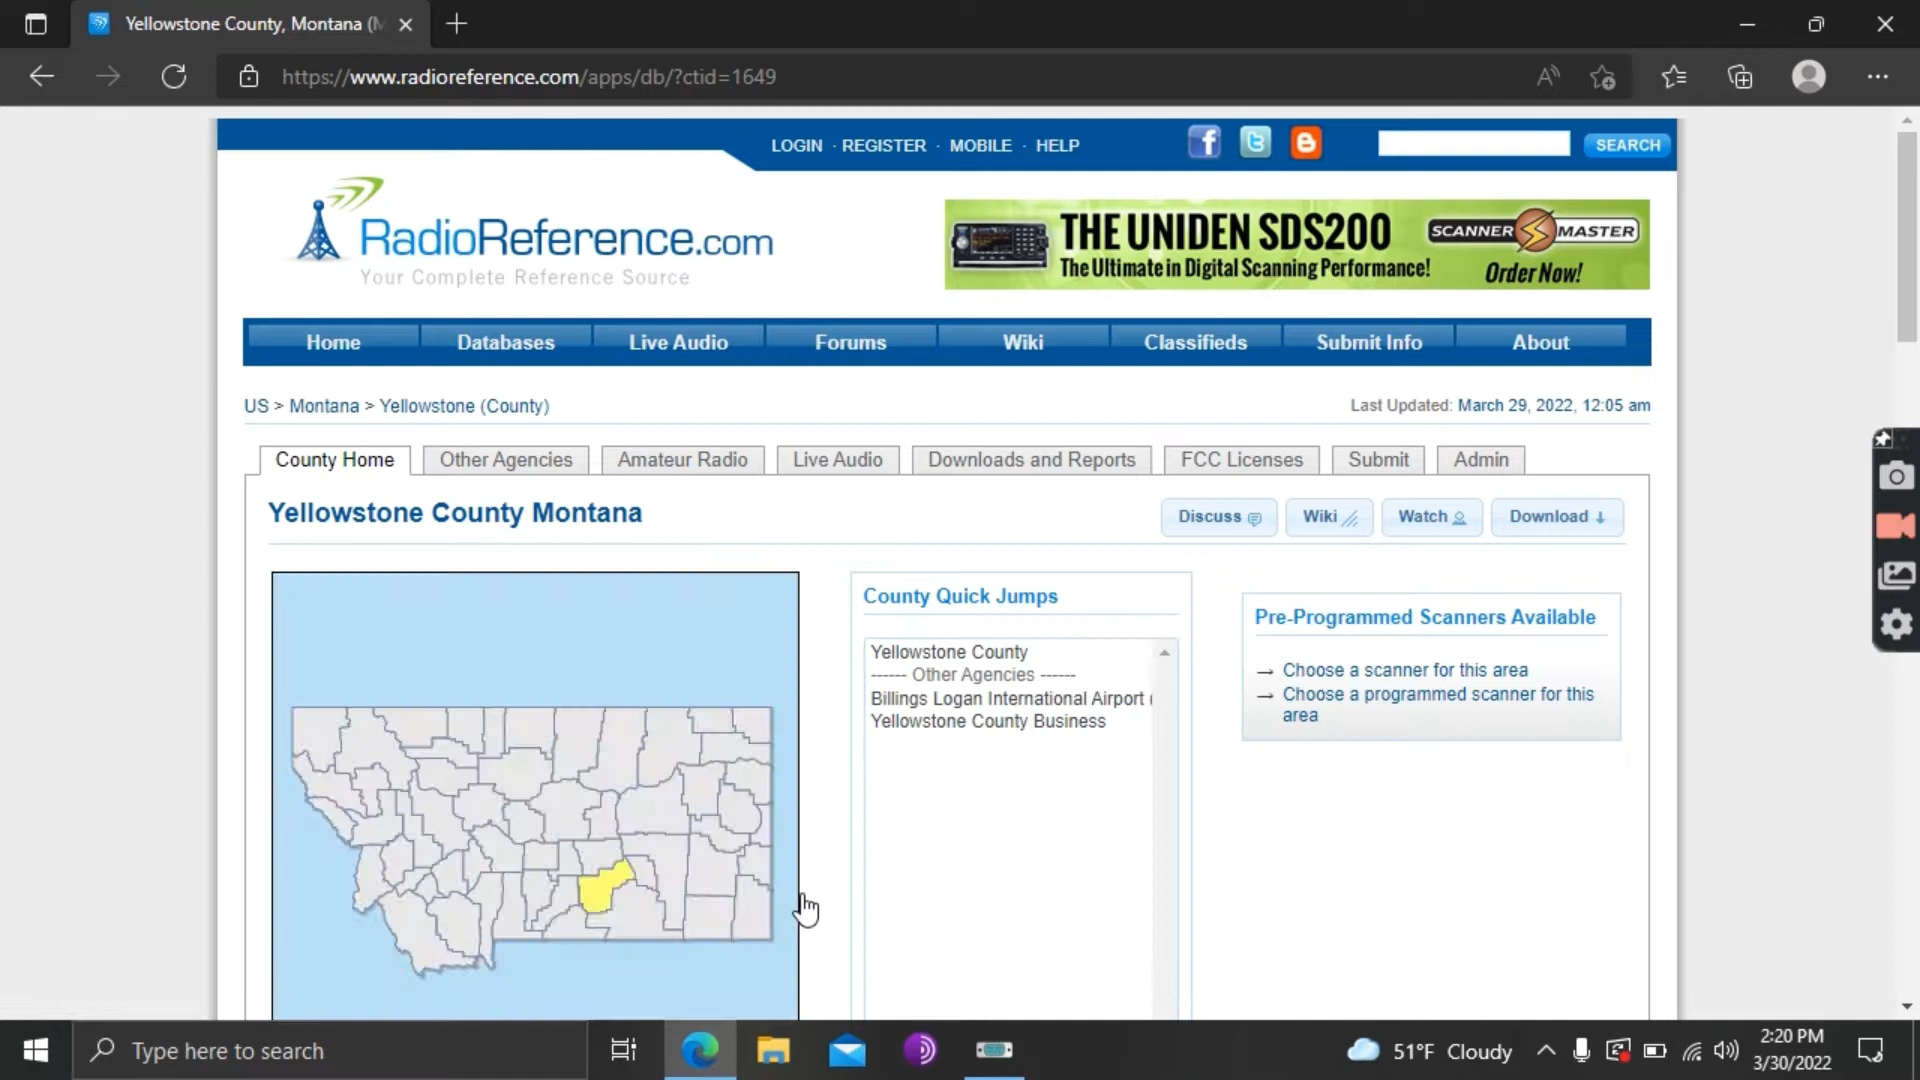 Yellowstone County, Montana (M
https://www.radioreference.com/apps/db/?ctid=1649
LOGIN · REGISTER · MOBILE · HELP
SEARCH
RadioReference.com
Your Complete Reference Source
THE UNIDEN SDS200
The Ultimate in Digital Scanning Performance!
SCANNER MASTER
Order Now!
Home Databases Live Audio Forums Wiki Classifieds Submit Info About
US > Montana > Yellowstone (County)
Last Updated: March 29, 2022, 12:05 am
County Home Other Agencies Amateur Radio Live Audio Downloads and Reports FCC Licenses Submit Admin
Yellowstone County Montana
Discuss Wiki Watch Download
County Quick Jumps
Yellowstone County
------ Other Agencies ------
Billings Logan International Airport (
Yellowstone County Business
Pre-Programmed Scanners Available
→ Choose a scanner for this area
→ Choose a programmed scanner for this
area
Type here to search
51°F Cloudy
2:20 PM
3/30/2022